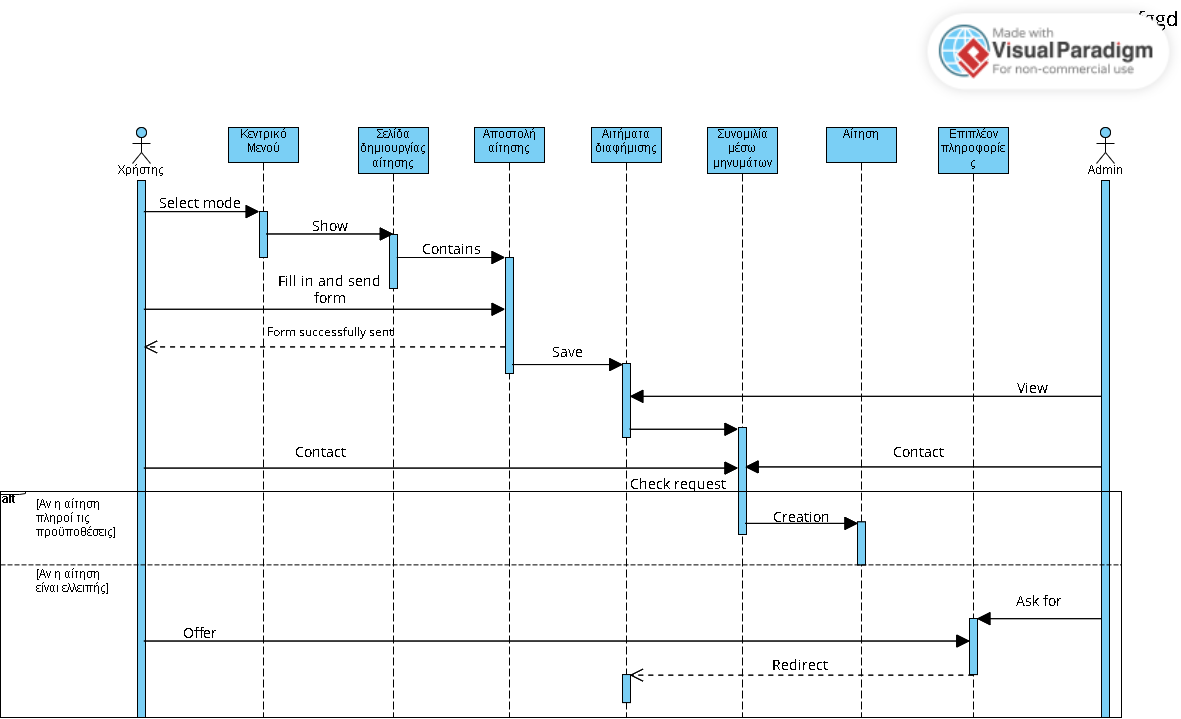 Made with
Visual Paradigm
For non-commercial use
Κεντρικό
Μενού
Σελίδα
δημιουργίας
αίτησης
Αποστολή
αίτησης
Αιτήματα
διαφήμισης
Συνομιλία
μέσω
μηνυμάτων
Αίτηση
Επιπλέον
πληροφορίε
ς
Χρήστης
Admin
Select mode
Show
Contains
Fill in and send
form
Form successfully sent
Save
View
Contact
Contact
Check request
alt
[Αν η αίτηση
πληροί τις
προϋποθέσεις]
Creation
[Αν η αίτηση
είναι ελλειπής]
Ask for
Offer
Redirect